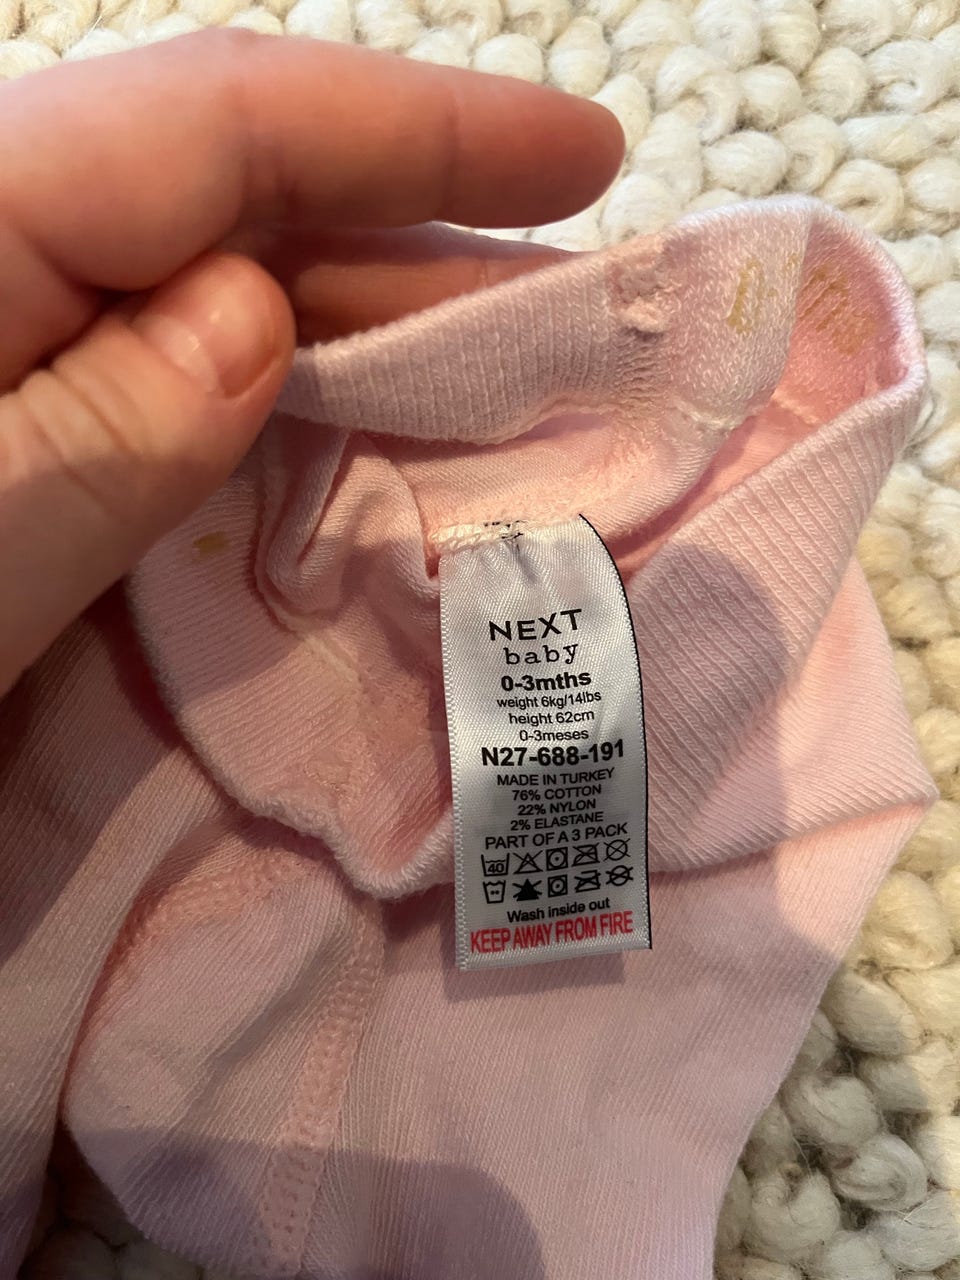 NEXT
baby
0-3mths
weight 6kg/14lbs
height 62cm
0-3meses
N27-688-191
MADE IN TURKEY
76% COTTON
22% NYLON
2% ELASTANE
PART OF A 3 PACK
40
Wash inside out
KEEP AWAY FROM FIRE